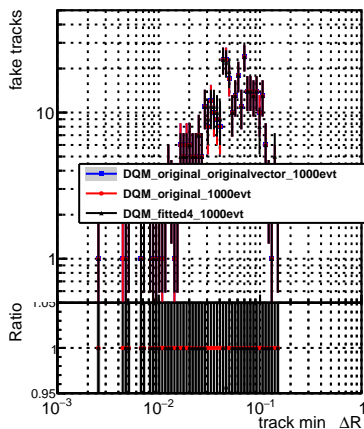 fake tracks
10
DQM_original_originalvector_1000evt
DQM_original_1000evt
DQM_fitted4_1000evt
1
Ratio
1.05
1
0.95
10−3 10−2 10−1 1
track min ΔR